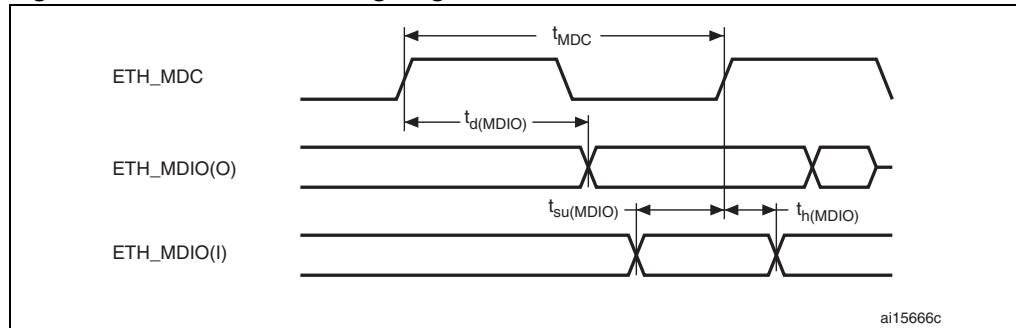 tMDC
ETH_MDC
td(MDIO)
ETH_MDIO(O)
tsu(MDIO)
th(MDIO)
ETH_MDIO(I)
ai15666c